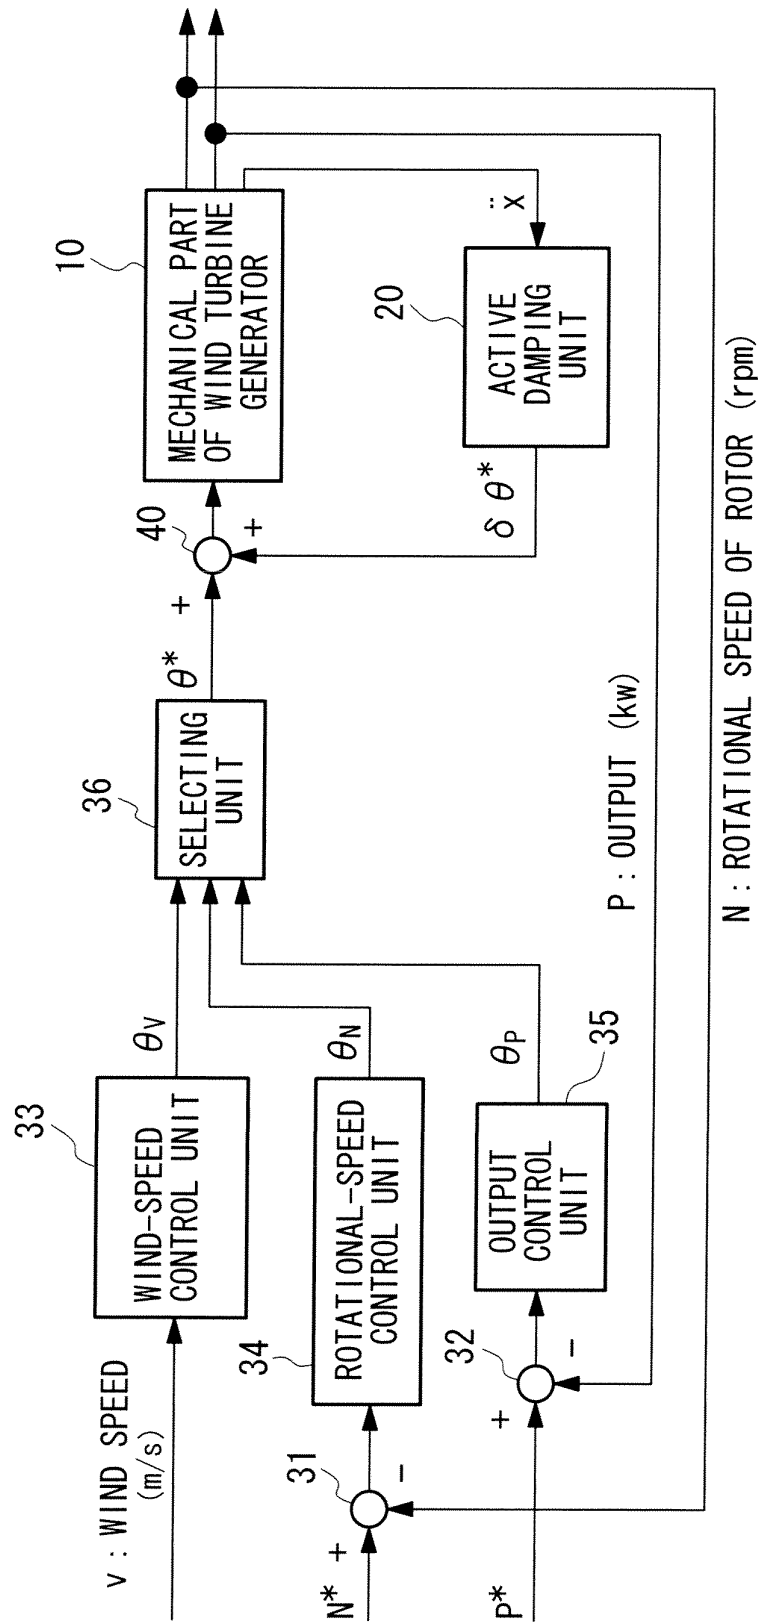 v : WIND SPEED
(m/s)
33
WIND-SPEED
CONTROL UNIT
θV
N*
+
31
-
34
ROTATIONAL-SPEED
CONTROL UNIT
θN
P*
+
32
-
OUTPUT
CONTROL
UNIT
35
θP
36
SELECTING
UNIT
θ*
+
40
+
10
MECHANICAL PART
OF WIND TURBINE
GENERATOR
20
ACTIVE
DAMPING
UNIT
ẍ
δθ*
P : OUTPUT (kw)
N : ROTATIONAL SPEED OF ROTOR (rpm)